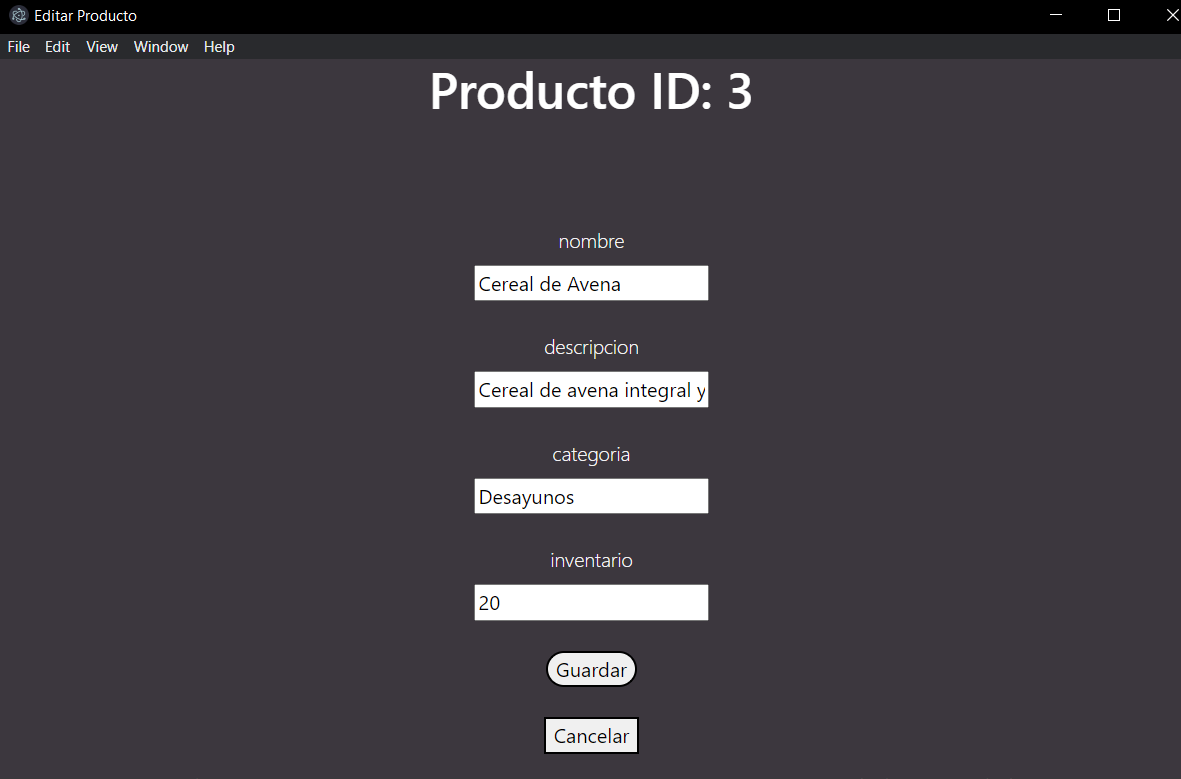 Editar Producto
File Edit View Window Help
Producto ID: 3
nombre
Cereal de Avena
descripcion
Cereal de avena integral y
categoria
Desayunos
inventario
20
Guardar
Cancelar